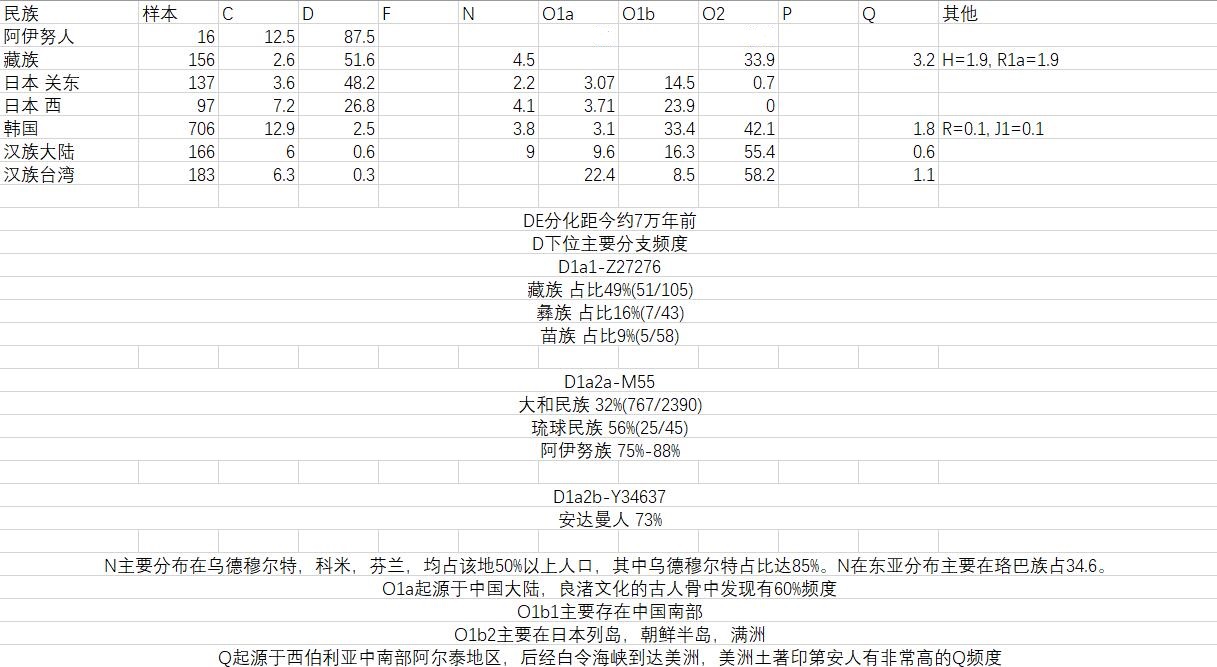 民族 样本 C D F N O1a O1b O2 P Q 其他
阿伊努人 16 12.5 87.5
藏族 156 2.6 51.6 4.5 33.9 3.2 H=1.9, R1a=1.9
日本 关东 137 3.6 48.2 2.2 3.07 14.5 0.7
日本 西 97 7.2 26.8 4.1 3.71 23.9 0
韩国 706 12.9 2.5 3.8 3.1 33.4 42.1 1.8 R=0.1, J1=0.1
汉族大陆 166 6 0.6 9 9.6 16.3 55.4 0.6
汉族台湾 183 6.3 0.3 22.4 8.5 58.2 1.1
DE分化距今约7万年前
D下位主要分支频度
D1a1-Z27276
藏族 占比49%(51/105)
彝族 占比16%(7/43)
苗族 占比9%(5/58)
D1a2a-M55
大和民族 32%(767/2390)
琉球民族 56%(25/45)
阿伊努族 75%-88%
D1a2b-Y34637
安达曼人 73%
N主要分布在乌德穆尔特，科米，芬兰，均占该地50%以上人口，其中乌德穆尔特占比达85%。N在东亚分布主要在珞巴族占34.6。
O1a起源于中国大陆，良渚文化的古人骨中发现有60%频度
O1b1主要存在中国南部
O1b2主要在日本列岛，朝鲜半岛，满洲
Q起源于西伯利亚中南部阿尔泰地区，后经白令海峡到达美洲，美洲土著印第安人有非常高的Q频度